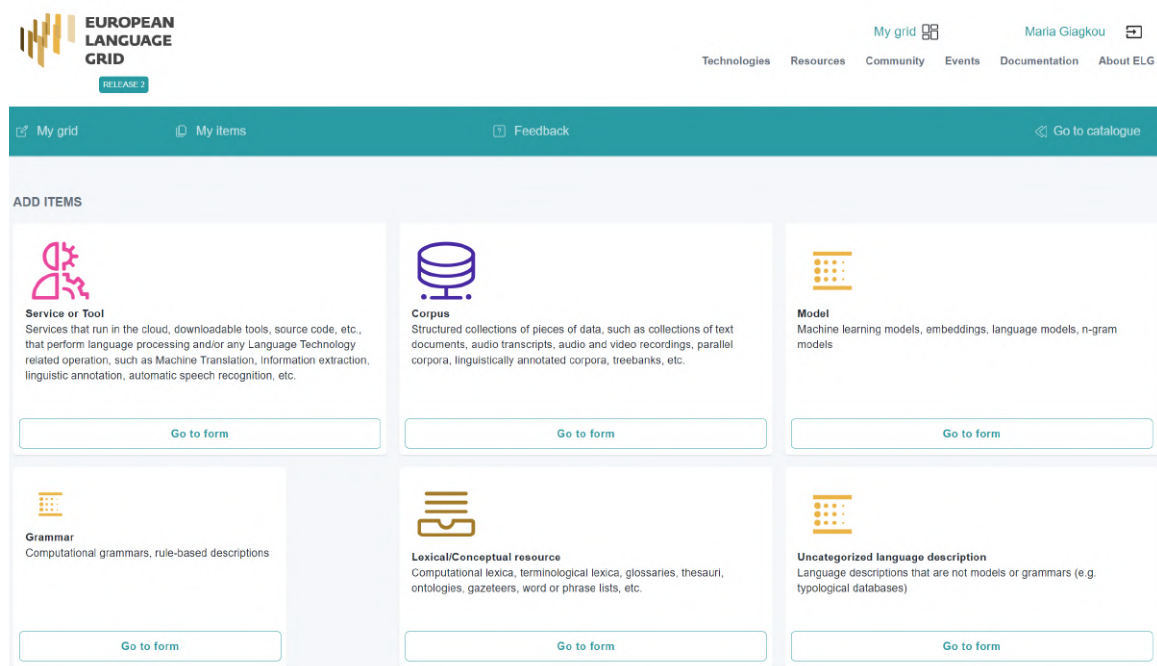 EUROPEAN
LANGUAGE
GRID
RELEASE 2
My grid
Maria Giagkou
Technologies
Resources
Community
Events
Documentation
About ELG
My grid
My items
Feedback
Go to catalogue
ADD ITEMS
Service or Tool
Services that run in the cloud, downloadable tools, source code, etc.,
that perform language processing and/or any Language Technology
related operation, such as Machine Translation, Information extraction,
linguistic annotation, automatic speech recognition, etc.
Go to form
Corpus
Structured collections of pieces of data, such as collections of text
documents, audio transcripts, audio and video recordings, parallel
corpora, linguistically annotated corpora, treebanks, etc.
Go to form
Model
Machine learning models, embeddings, language models, n-gram
models
Go to form
Grammar
Computational grammars, rule-based descriptions
Go to form
Lexical/Conceptual resource
Computational lexica, terminological lexica, glossaries, thesauri,
ontologies, gazeteers, word or phrase lists, etc.
Go to form
Uncategorized language description
Language descriptions that are not models or grammars (e.g.
typological databases)
Go to form